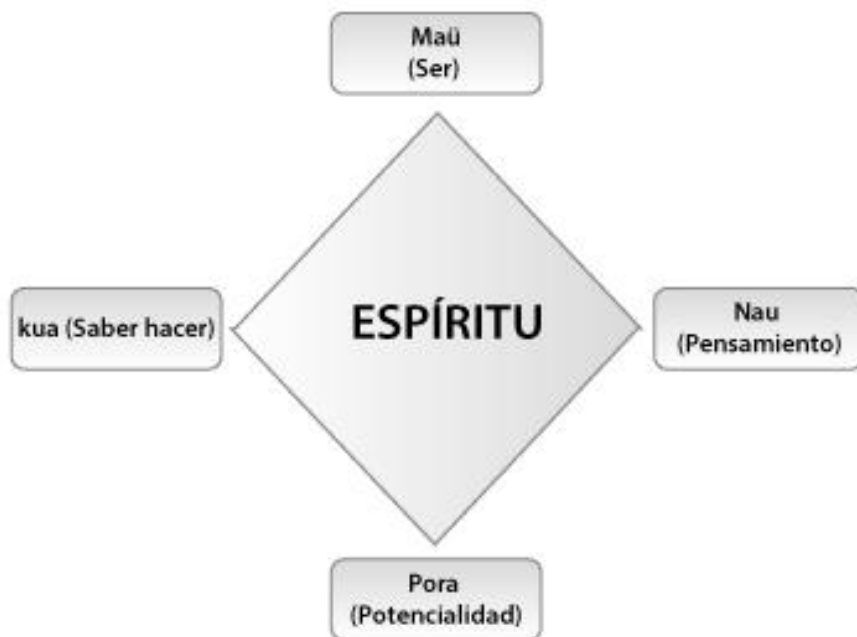 Maü
(Ser)
kua (Saber hacer)
ESPÍRITU
Nau
(Pensamiento)
Pora
(Potencialidad)